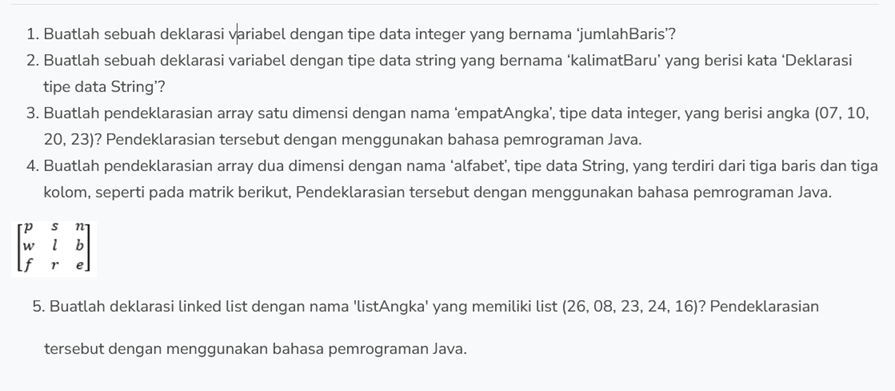 1. Buatlah sebuah deklarasi variabel dengan tipe data integer yang bernama ‘jumlahBaris’?
2. Buatlah sebuah deklarasi variabel dengan tipe data string yang bernama ‘kalimatBaru’ yang berisi kata ‘Deklarasi
tipe data String’?
3. Buatlah pendeklarasian array satu dimensi dengan nama ‘empatAngka’, tipe data integer, yang berisi angka (07, 10,
20, 23)? Pendeklarasian tersebut dengan menggunakan bahasa pemrograman Java.
4. Buatlah pendeklarasian array dua dimensi dengan nama ‘alfabet’, tipe data String, yang terdiri dari tiga baris dan tiga
kolom, seperti pada matrik berikut, Pendeklarasian tersebut dengan menggunakan bahasa pemrograman Java.
p s n
w l b
f r e
5. Buatlah deklarasi linked list dengan nama 'listAngka' yang memiliki list (26, 08, 23, 24, 16)? Pendeklarasian
tersebut dengan menggunakan bahasa pemrograman Java.